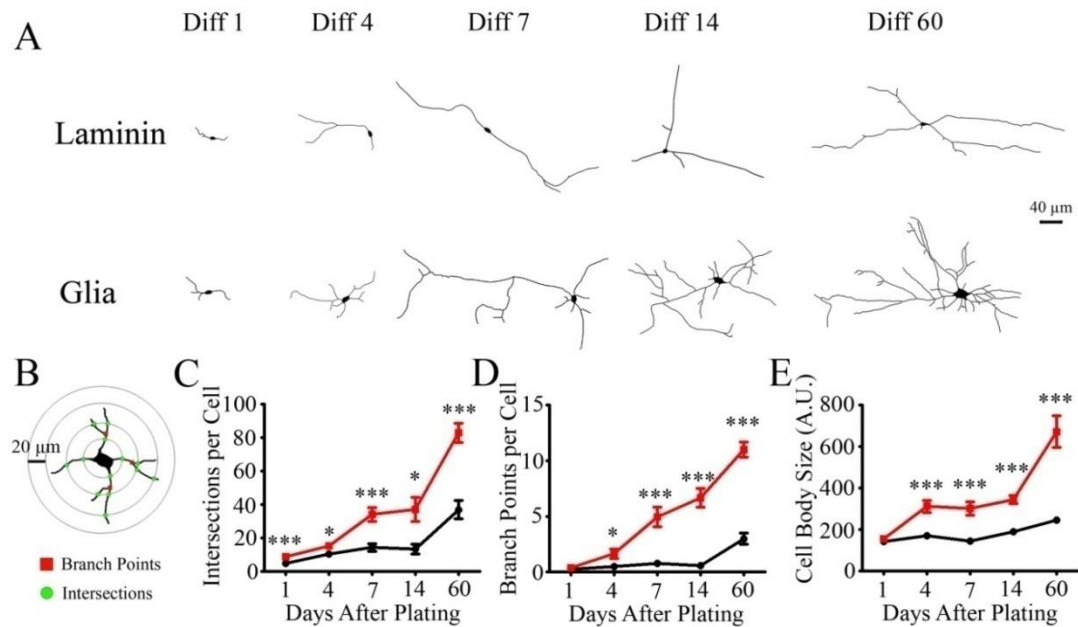 A
Diff 1 Diff 4 Diff 7 Diff 14 Diff 60
Laminin
40 µm
Glia
B
20 µm
Branch Points
Intersections
C
Intersections per Cell
100
80
60
40
20
0
*** * *** * ***
1 4 7 14 60
Days After Plating
D
Branch Points per Cell
15
10
5
0
* *** *** ***
1 4 7 14 60
Days After Plating
E
Cell Body Size (A.U.)
800
600
400
200
0
*** *** *** ***
1 4 7 14 60
Days After Plating